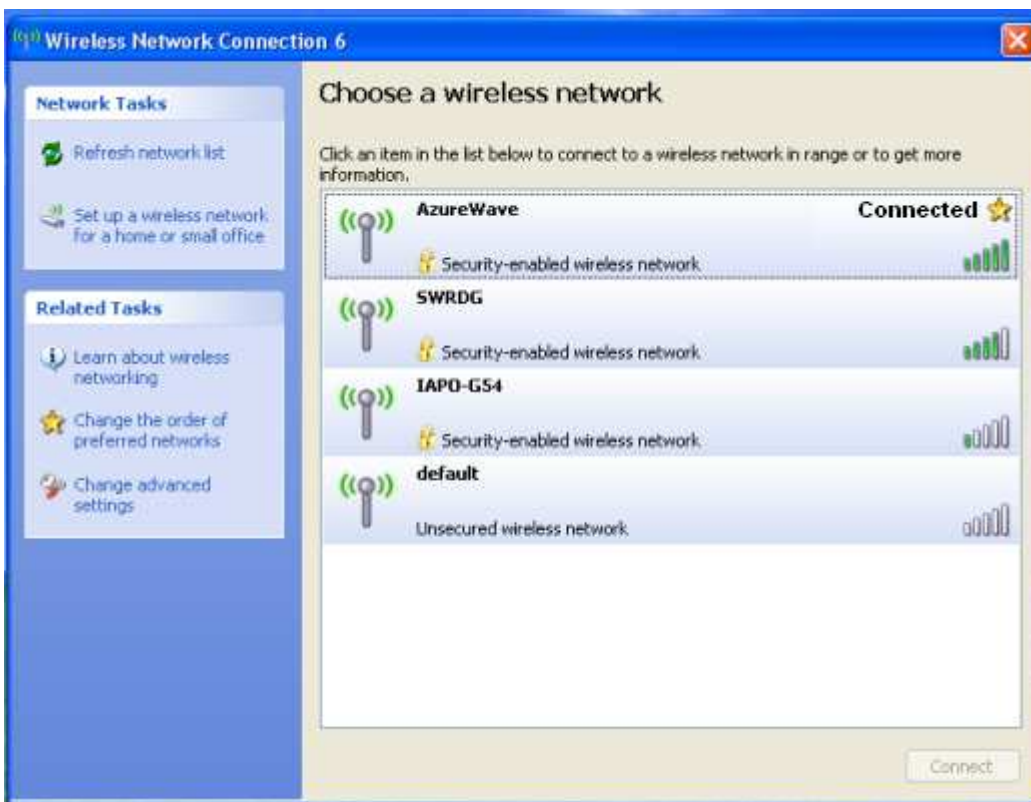 Wireless Network Connection 6
Network Tasks
Refresh network list
Set up a wireless network
for a home or small office
Related Tasks
Learn about wireless
networking
Change the order of
preferred networks
Change advanced
settings
Choose a wireless network
Click an item in the list below to connect to a wireless network in range or to get more
information.
AzureWave
Connected
Security-enabled wireless network
SWRDG
Security-enabled wireless network
IAPO-G54
Security-enabled wireless network
default
Unsecured wireless network
Connect